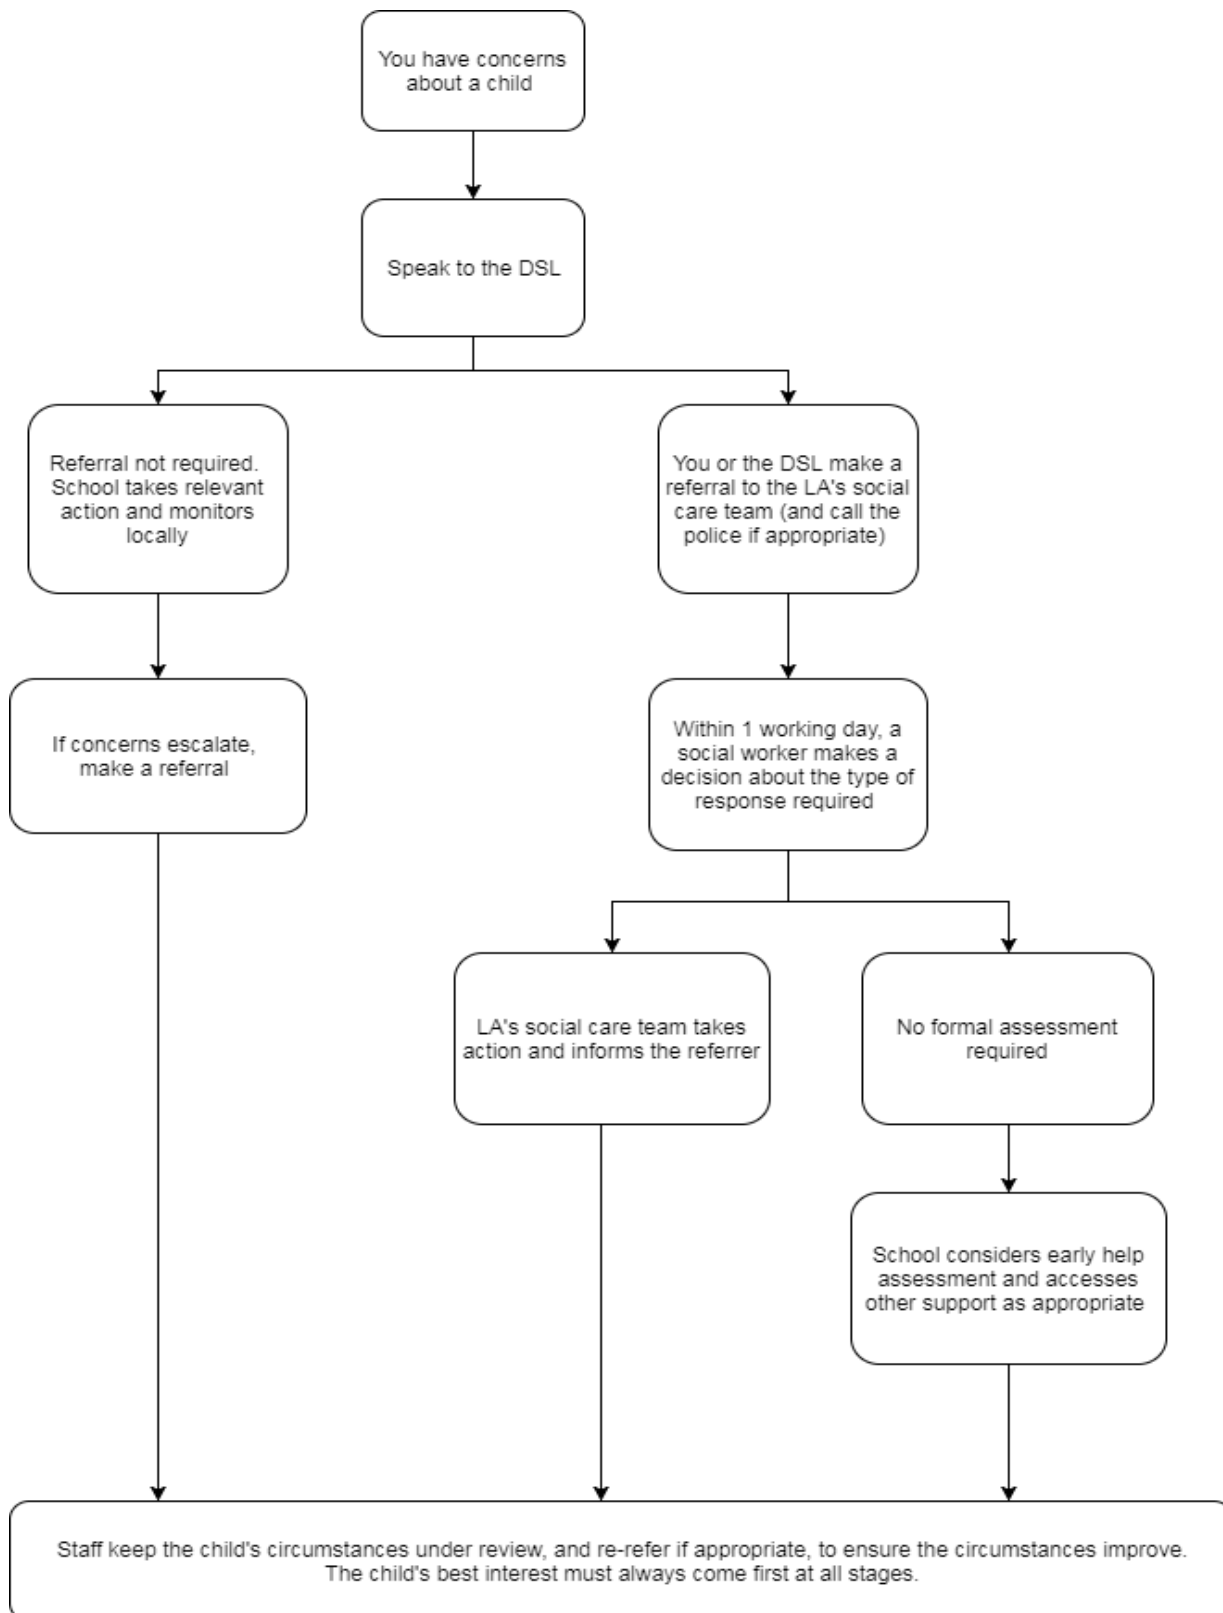 You have concerns
about a child
Speak to the DSL
Referral not required.
School takes relevant
action and monitors
locally
You or the DSL make a
referral to the LA's social
care team (and call the
police if appropriate)
If concerns escalate,
make a referral
Within 1 working day, a
social worker makes a
decision about the type of
response required
LA's social care team takes
action and informs the referrer
No formal assessment
required
School considers early help
assessment and accesses
other support as appropriate
Staff keep the child's circumstances under review, and re-refer if appropriate, to ensure the circumstances improve.
The child's best interest must always come first at all stages.